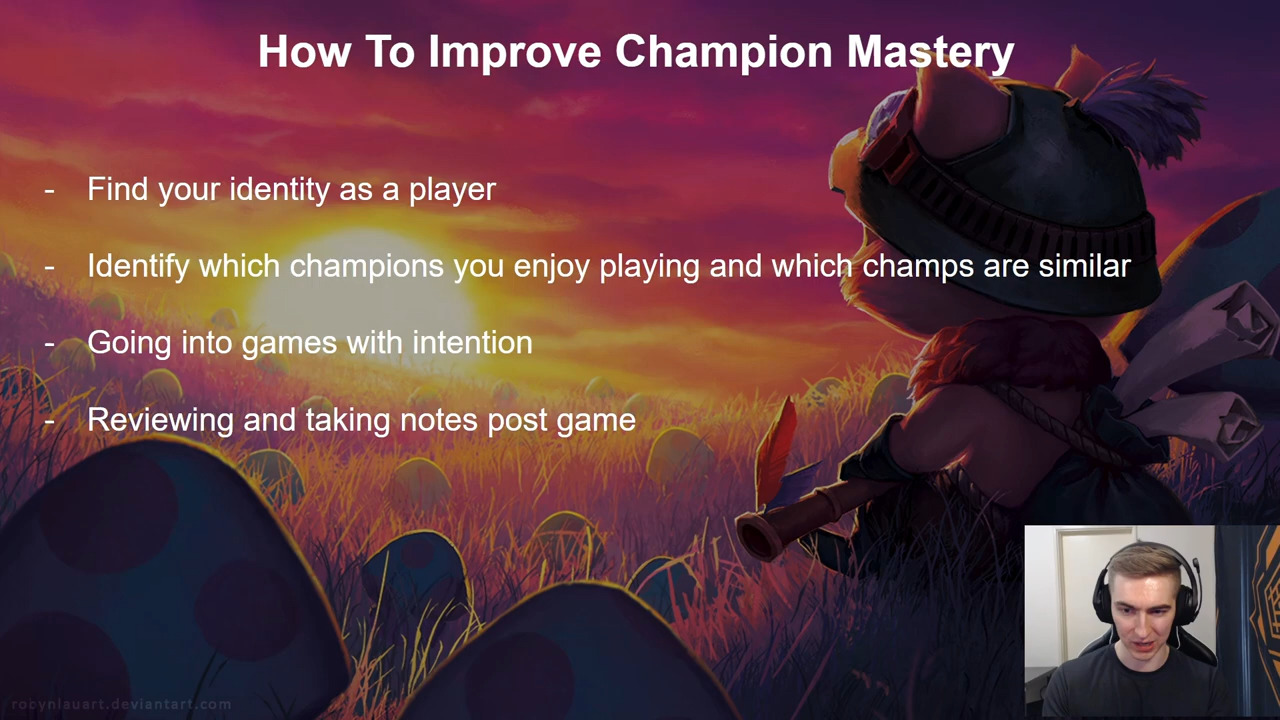 How To Improve Champion Mastery
- Find your identity as a player
- Identify which champions you enjoy playing and which champs are similar
- Going into games with intention
- Reviewing and taking notes post game
robynlauart.deviantart.com